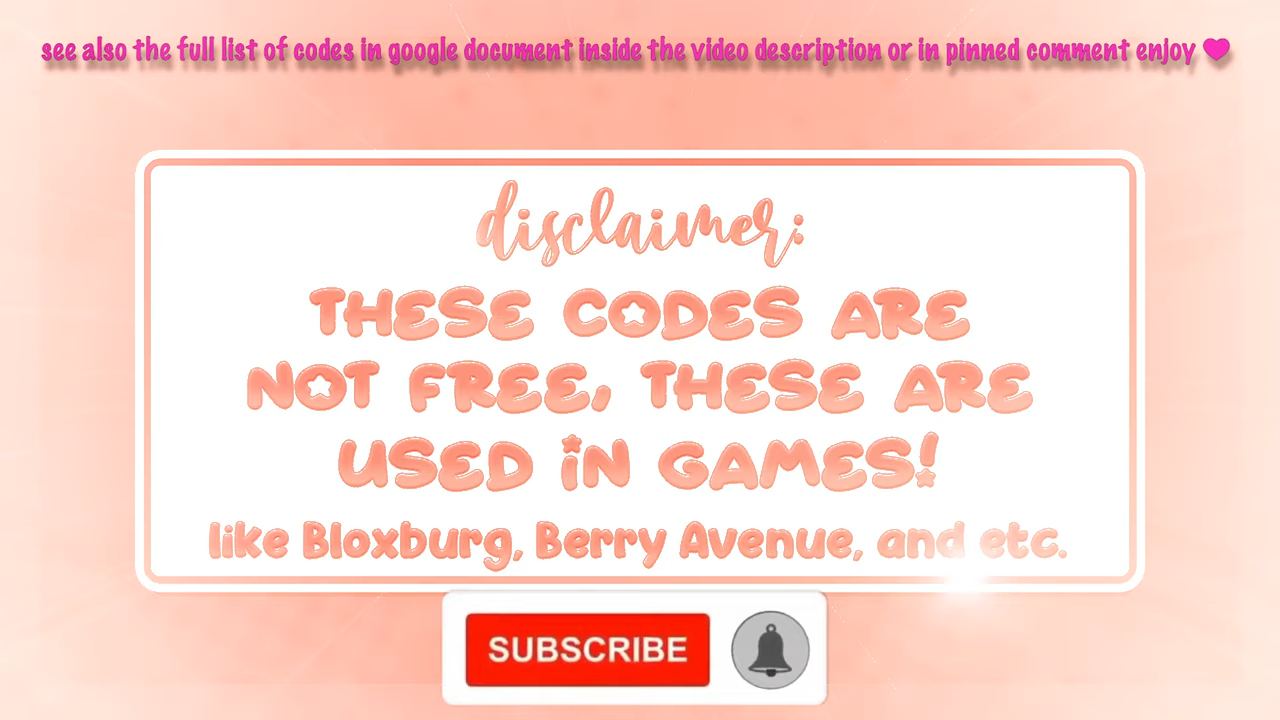 see also the full list of codes in google document inside the video description or in pinned comment enjoy ♥
disclaimer:
THESE CODES ARE
NOT FREE, THESE ARE
USED IN GAMES!
like Bloxburg, Berry Avenue, and etc.
SUBSCRIBE